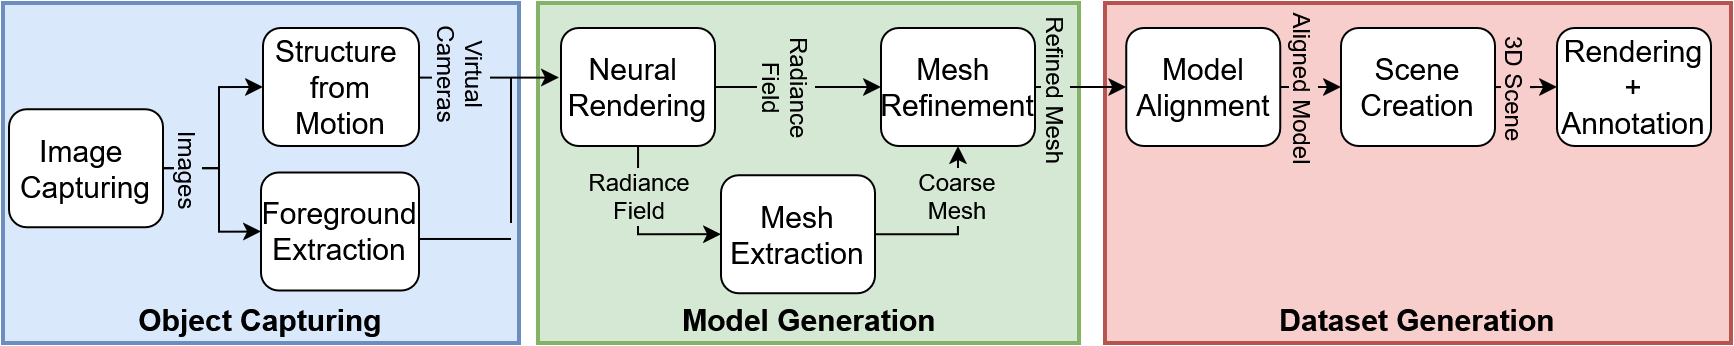 Image
Capturing
Images
Structure
from
Motion
Foreground
Extraction
Virtual
Cameras
Object Capturing
Neural
Rendering
Radiance
Field
Radiance
Field
Mesh
Extraction
Coarse
Mesh
Mesh
Refinement
Refined Mesh
Model Generation
Model
Alignment
Aligned Model
Scene
Creation
3D Scene
Rendering
+
Annotation
Dataset Generation